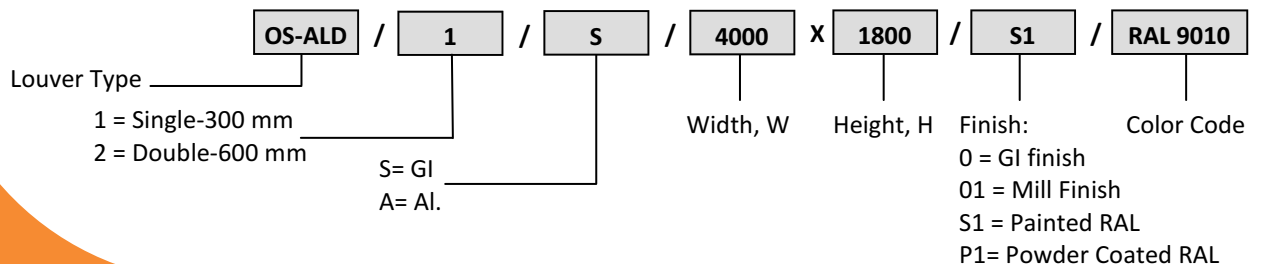 OS-ALD / 1 / S / 4000 X 1800 / S1 / RAL 9010
Louver Type
1 = Single-300 mm
2 = Double-600 mm
S= GI
A= Al.
Width, W
Height, H
Finish:
0 = GI finish
01 = Mill Finish
S1 = Painted RAL
P1= Powder Coated RAL
Color Code